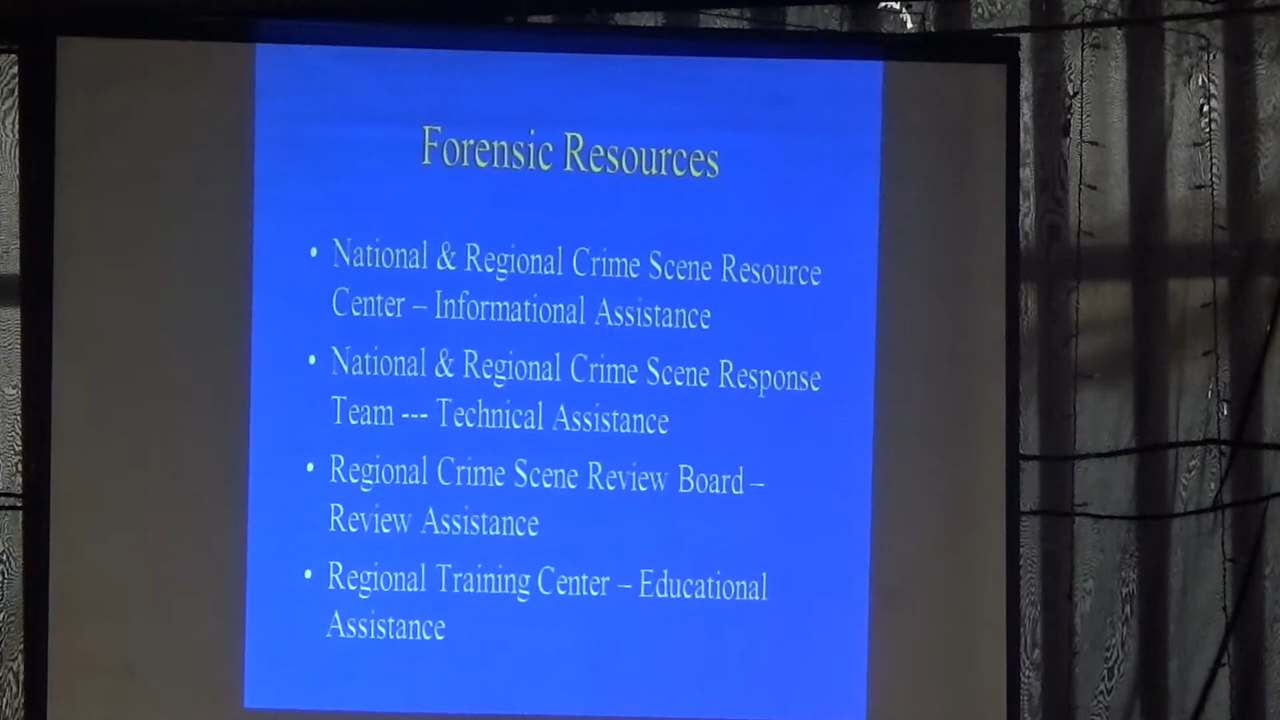 Forensic Resources
• National & Regional Crime Scene Resource
Center – Informational Assistance
• National & Regional Crime Scene Response
Team --- Technical Assistance
• Regional Crime Scene Review Board –
Review Assistance
• Regional Training Center – Educational
Assistance